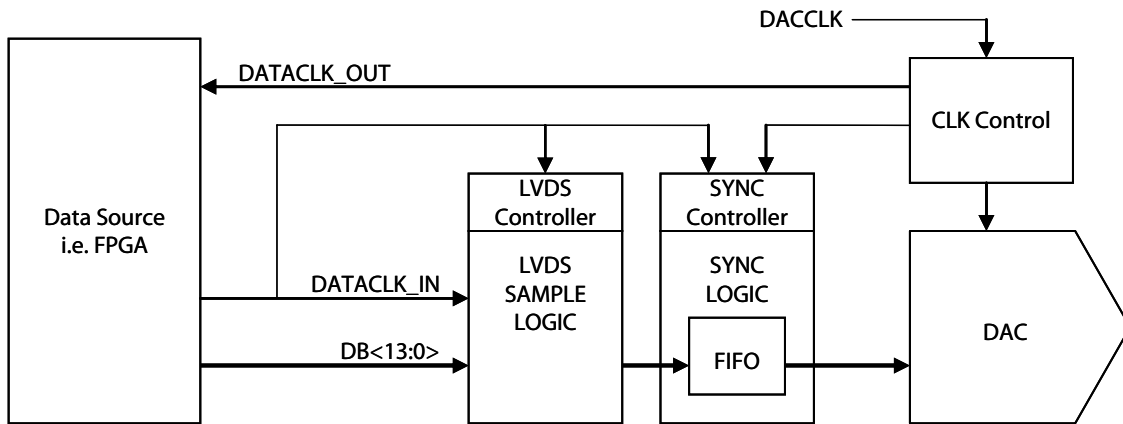 DACCLK
DATACLK_OUT
CLK Control
LVDS
Controller
SYNC
Controller
Data Source
i.e. FPGA
LVDS
SAMPLE
LOGIC
SYNC
LOGIC
DATACLK_IN
DAC
DB<13:0>
FIFO